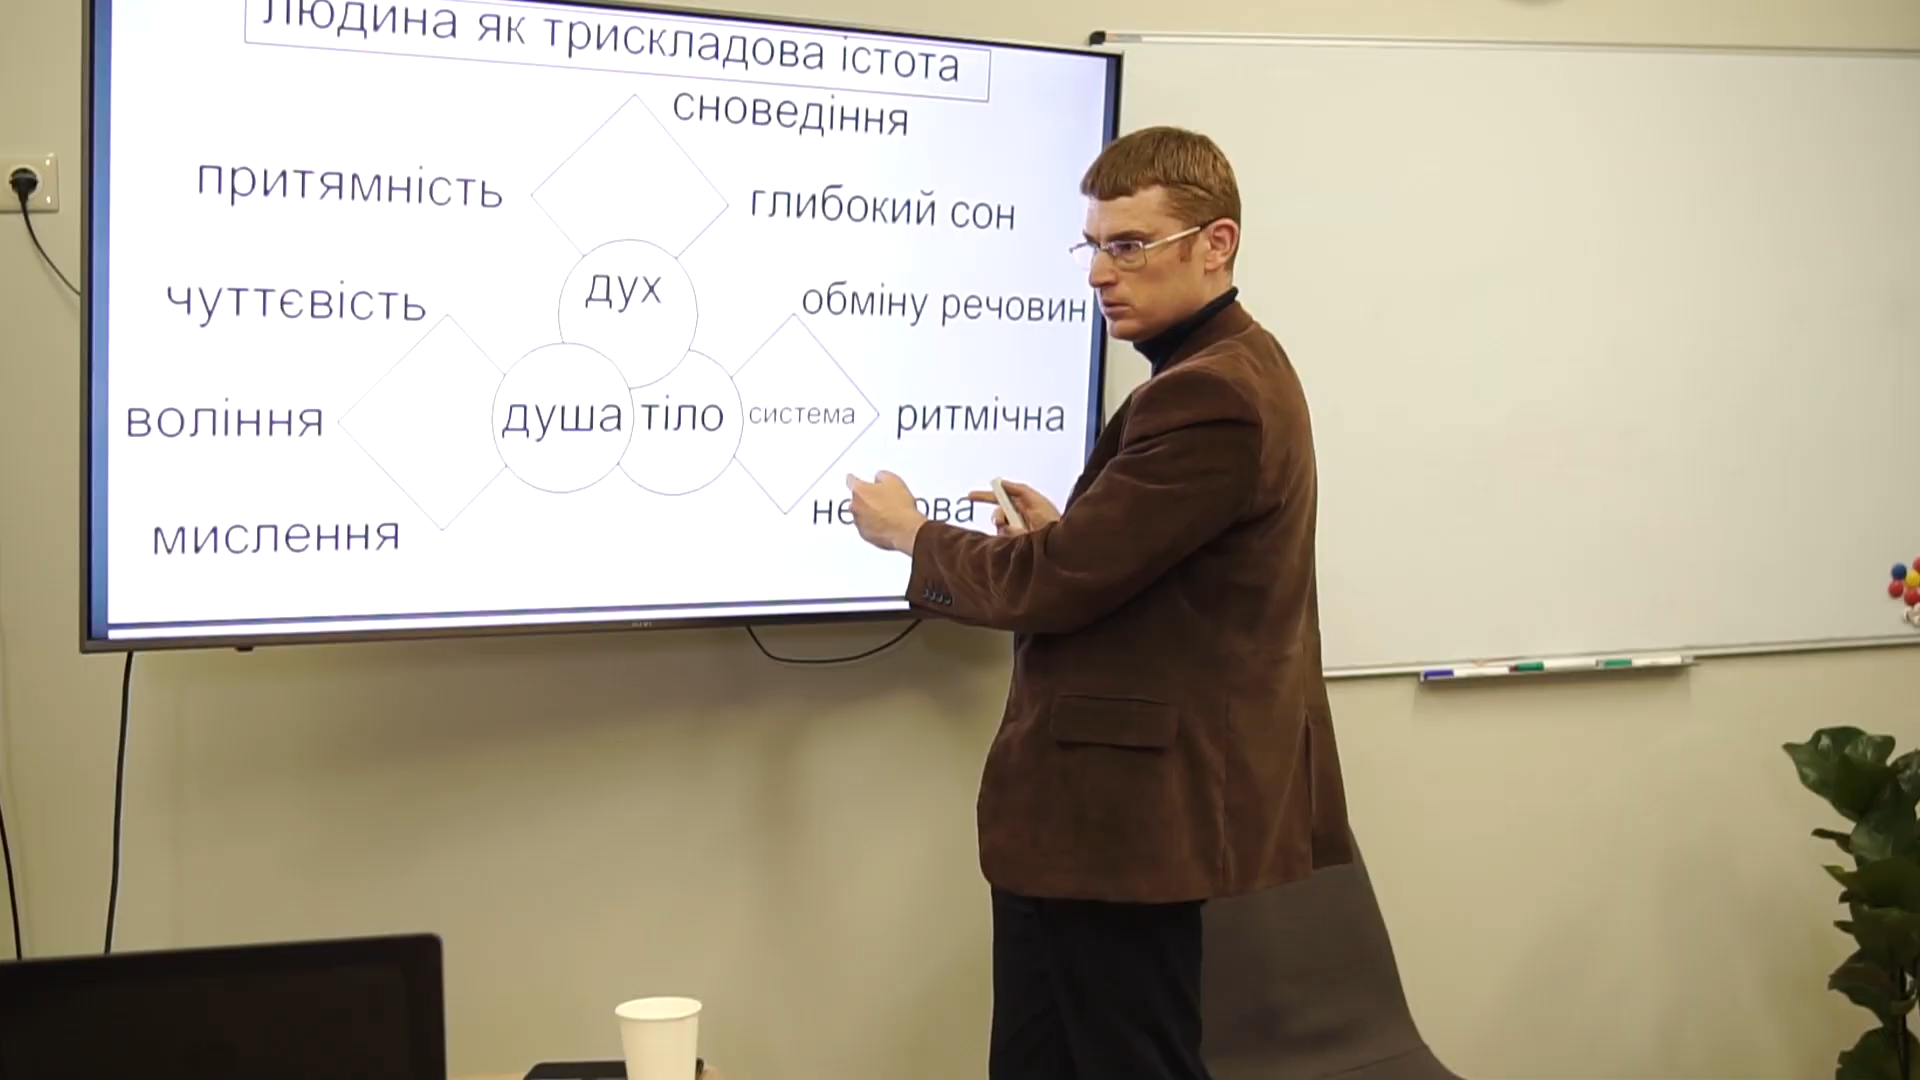 Людина як трискладова істота
сноведіння
притямність
глибокий сон
дух
чуттєвість
обміну речовин
воління
душа
тіло
система
ритмічна
мислення